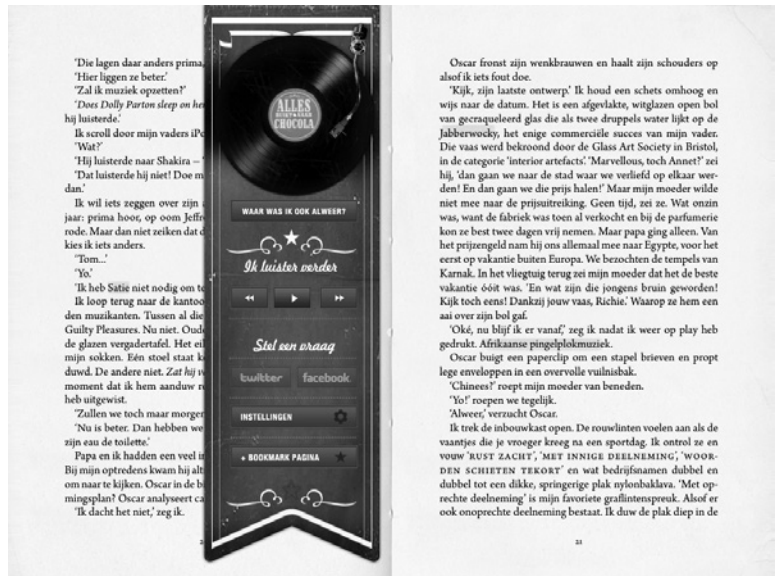 'Die lagen daar anders prima,
'Hier liggen ze beter.'
'Zal ik muziek opzetten?'
'Does Dolly Parton sleep on he
hij luisterde.'
Ik scroll door mijn vaders iPo
'Wat?'
'Hij luisterde naar Shakira –
'Dat luisterde hij niet! Doe m
dan.'
Ik wil iets zeggen over zijn
jaar: prima hoor, op oom Jeffr
rode. Maar dan niet zeiken dat d
kies ik iets anders.
'Tom...'
'Yo.'
'Ik heb Satie niet nodig om te
Ik loop terug naar de kantoo
den muzikanten. Tussen al die
Guilty Pleasures. Nu niet. Oud
de glazen vergadertafel. Het ei
mijn sokken. Eén stoel staat k
duwd. De andere niet. Zat hij v
moment dat ik hem aanduw r
heb uitgewist.
'Zullen we toch maar morgen
'Nu is beter. Dan hebben we
zijn eau de toilette.'
Papa en ik hadden een veel i
Bij mijn optredens kwam hij alt
om naar te kijken. Oscar in de b
mingsplan? Oscar analyseert ca
'Ik dacht het niet,' zeg ik.
ALLES
CHOCOLA
WAAR WAS IK OOK ALWEER?
Ik luister verder
Stel een vraag
twitter
facebook
INSTELLINGEN
+ BOOKMARK PAGINA
Oscar fronst zijn wenkbrauwen en haalt zijn schouders op
alsof ik iets fout doe.
'Kijk, zijn laatste ontwerp.' Ik houd een schets omhoog en
wijs naar de datum. Het is een afgevlakte, witglazen open bol
van gecraqueleerd glas die als twee druppels water lijkt op de
Jabberwocky, het enige commerciële succes van mijn vader.
Die vaas werd bekroond door de Glass Art Society in Bristol,
in de categorie 'interior artefacts'. 'Marvellous, toch Annet?' zei
hij, 'dan gaan we naar de stad waar we verliefd op elkaar wer-
den! En dan gaan we die prijs halen!' Maar mijn moeder wilde
niet mee naar de prijsuitreiking. Geen tijd, zei ze. Wat onzin
was, want de fabriek was toen al verkocht en bij de parfumerie
kon ze best twee dagen vrij nemen. Maar papa ging alleen. Van
het prijzengeld nam hij ons allemaal mee naar Egypte, voor het
eerst op vakantie buiten Europa. We bezochten de tempels van
Karnak. In het vliegtuig terug zei mijn moeder dat het de beste
vakantie óóit was. 'En wat zijn die jongens bruin geworden!
Kijk toch eens! Dankzij jouw vaas, Richie.' Waarop ze hem een
aai over zijn bol gaf.
'Oké, nu blijf ik er vanaf,' zeg ik nadat ik weer op play heb
gedrukt. Afrikaanse pingelplokmuziek.
Oscar buigt een paperclip om een stapel brieven en propt
lege enveloppen in een overvolle vuilnisbak.
'Chinees?' roept mijn moeder van beneden.
'Yo!' roepen we tegelijk.
'Alweer,' verzucht Oscar.
Ik trek de inbouwkast open. De rouwlinten voelen aan als de
vaantjes die je vroeger kreeg na een sportdag. Ik ontrol ze en
vouw 'RUST ZACHT', 'MET INNIGE DEELNEMING', 'WOOR-
DEN SCHIETEN TEKORT' en wat bedrijfsnamen dubbel en
dubbel tot een dikke, springerige plak nylonbaklava. 'Met op-
rechte deelneming' is mijn favoriete graflintenspreuk. Alsof er
ook onoprechte deelneming bestaat. Ik duw de plak diep in de
21